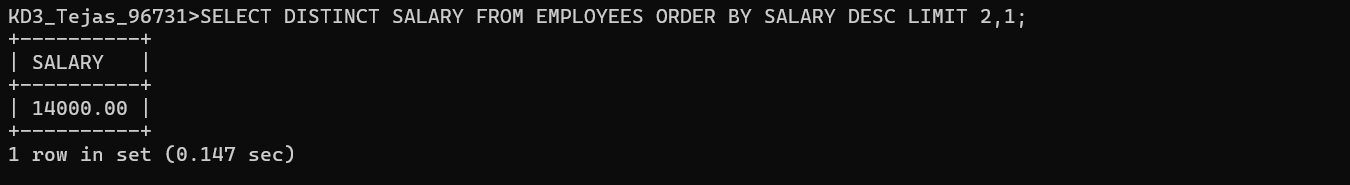 KD3_Tejas_96731>SELECT DISTINCT SALARY FROM EMPLOYEES ORDER BY SALARY DESC LIMIT 2,1;
+----------+
| SALARY   |
+----------+
| 14000.00 |
+----------+
1 row in set (0.147 sec)